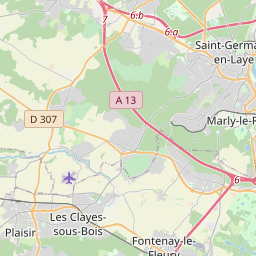 6:b
7
6:a
Saint-Germa
en-Laye
A 13
D 307
Marly-le-R
6
Les Clayes-
sous-Bois
Plaisir
Fontenay-le-
Fleury